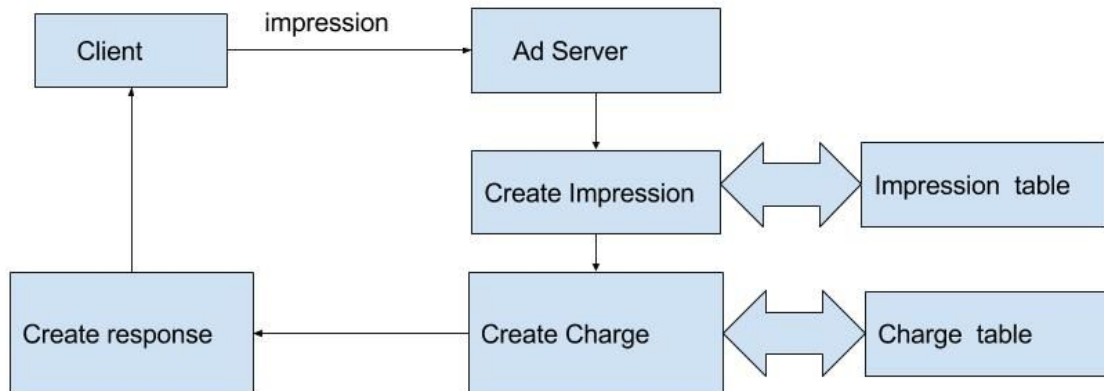 impression
Client
Ad Server
Create Impression
Impression table
Create response
Create Charge
Charge table